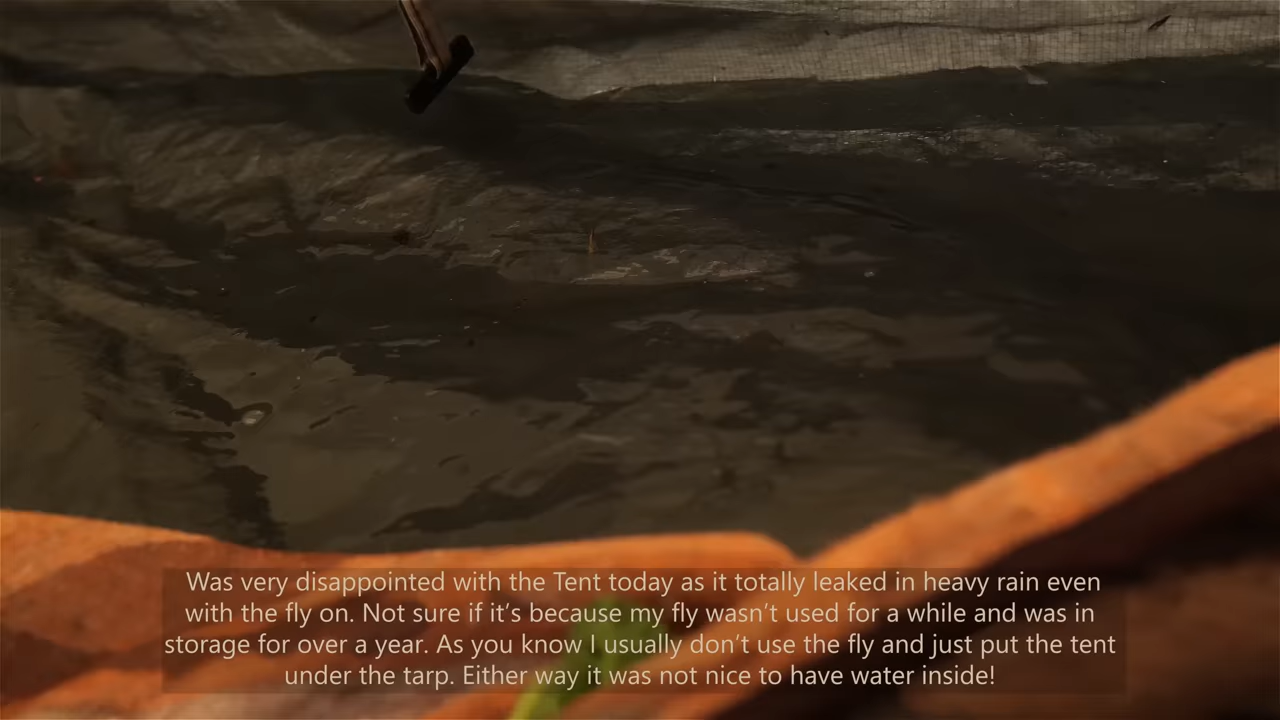 Was very disappointed with the Tent today as it totally leaked in heavy rain even
with the fly on. Not sure if it’s because my fly wasn’t used for a while and was in
storage for over a year. As you know I usually don’t use the fly and just put the tent
under the tarp. Either way it was not nice to have water inside!